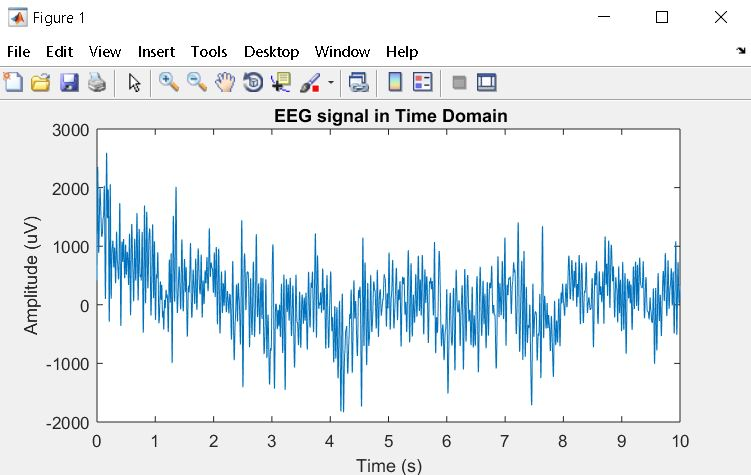 Figure 1
File Edit View Insert Tools Desktop Window Help
EEG signal in Time Domain
3000
2000
1000
0
-1000
-2000
Amplitude (uV)
0 1 2 3 4 5 6 7 8 9 10
Time (s)